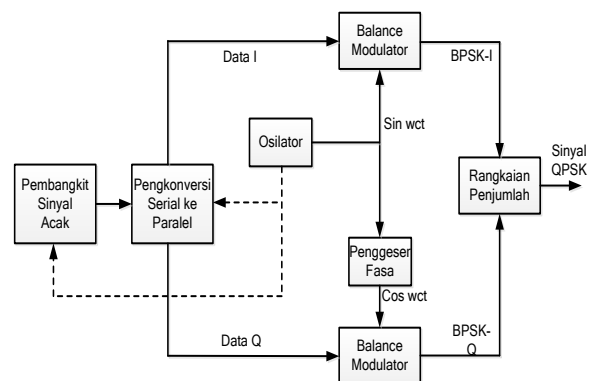 Balance
Modulator
Data I
BPSK-I
Sin wct
Osilator
Sinyal
QPSK
Pembangkit
Sinyal
Acak
Pengkonversi
Serial ke
Paralel
Rangkaian
Penjumlah
Penggeser
Fasa
Cos wct
Data Q
BPSK-
Q
Balance
Modulator